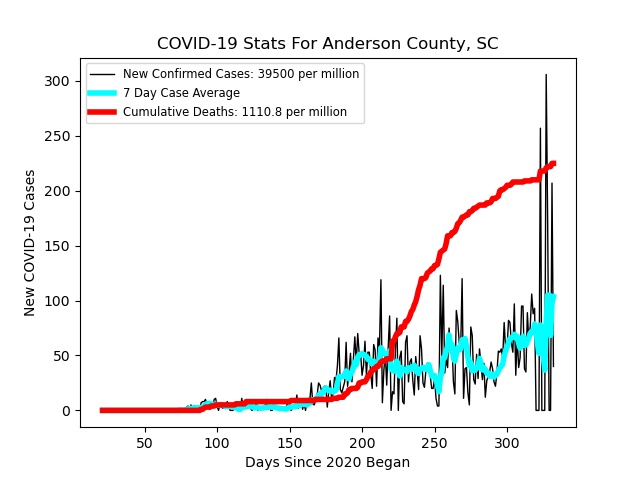 COVID-19 Stats For Anderson County, SC
New Confirmed Cases: 39500 per million
7 Day Case Average
Cumulative Deaths: 1110.8 per million
New COVID-19 Cases
300
250
200
150
100
50
0
50 100 150 200 250 300
Days Since 2020 Began